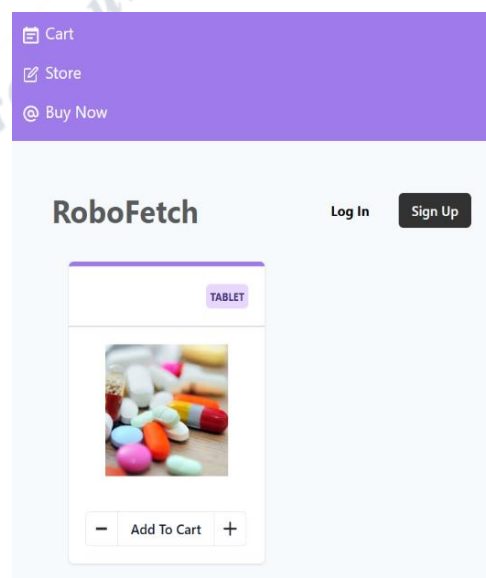 Cart
Store
Buy Now
RoboFetch Log In Sign Up
TABLET
− Add To Cart +